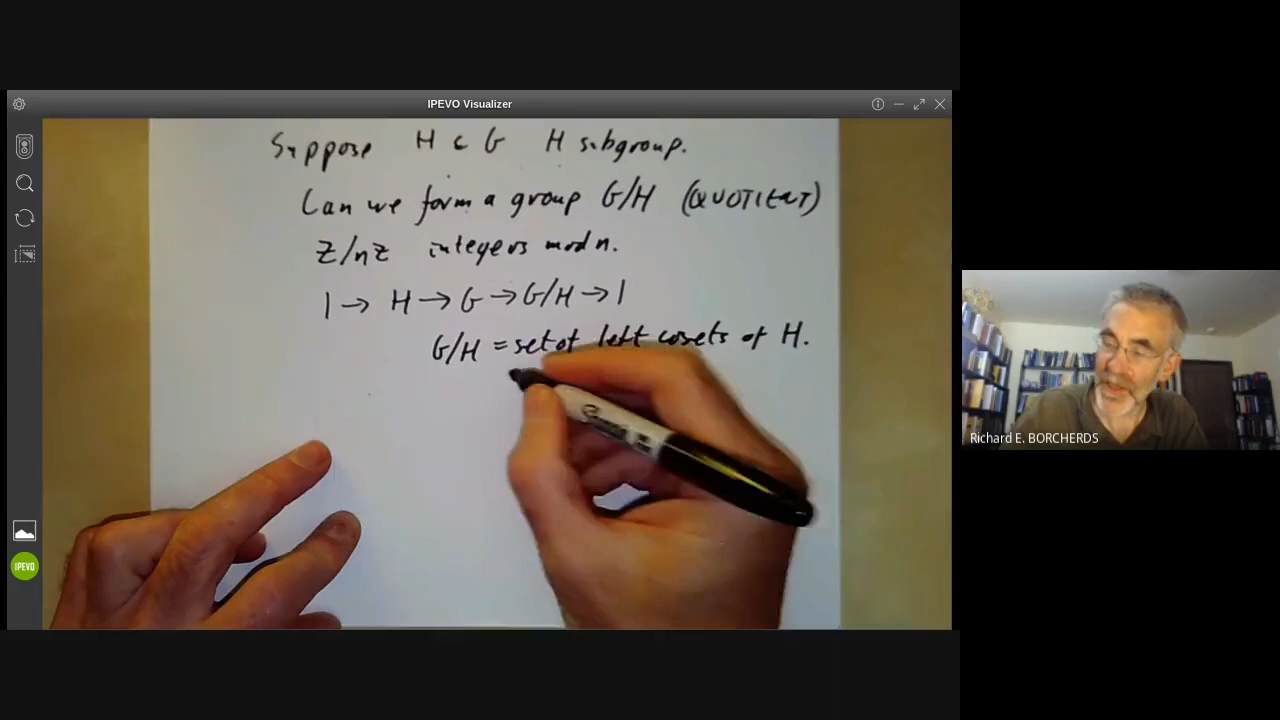 IPEVO Visualizer
Suppose H ⊂ G H subgroup.
Can we form a group G/H (QUOTIENT)
Z/nZ integers mod n.
1 → H → G → G/H → 1
G/H = set of left cosets of H.
Richard E. BORCHERDS
IPEVO